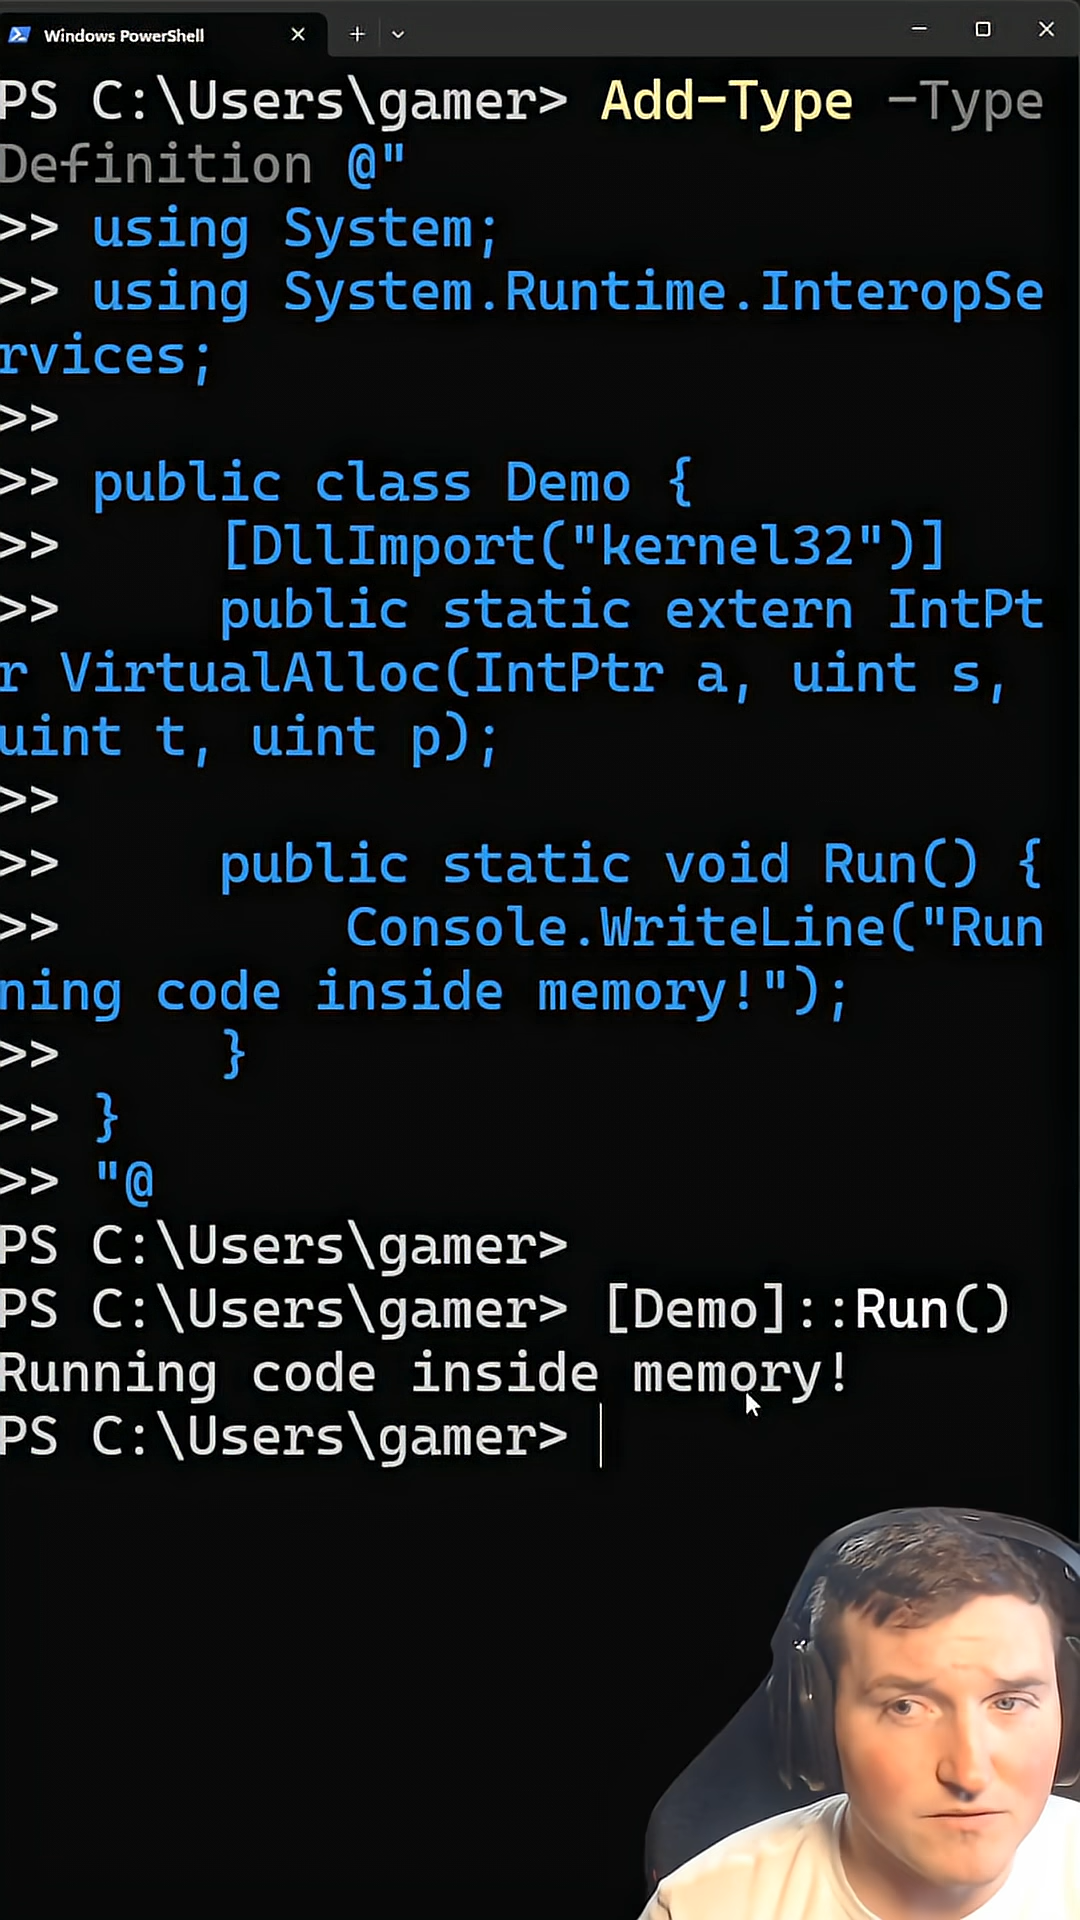 Windows PowerShell
PS C:\Users\gamer> Add-Type -Type
Definition @"
>> using System;
>> using System.Runtime.InteropSe
rvices;
>>
>> public class Demo {
>>     [DllImport("kernel32")]
>>     public static extern IntPt
r VirtualAlloc(IntPtr a, uint s,
uint t, uint p);
>>
>>     public static void Run() {
>>         Console.WriteLine("Run
ning code inside memory!");
>>     }
>> }
>> "@
PS C:\Users\gamer>
PS C:\Users\gamer> [Demo]::Run()
Running code inside memory!
PS C:\Users\gamer>